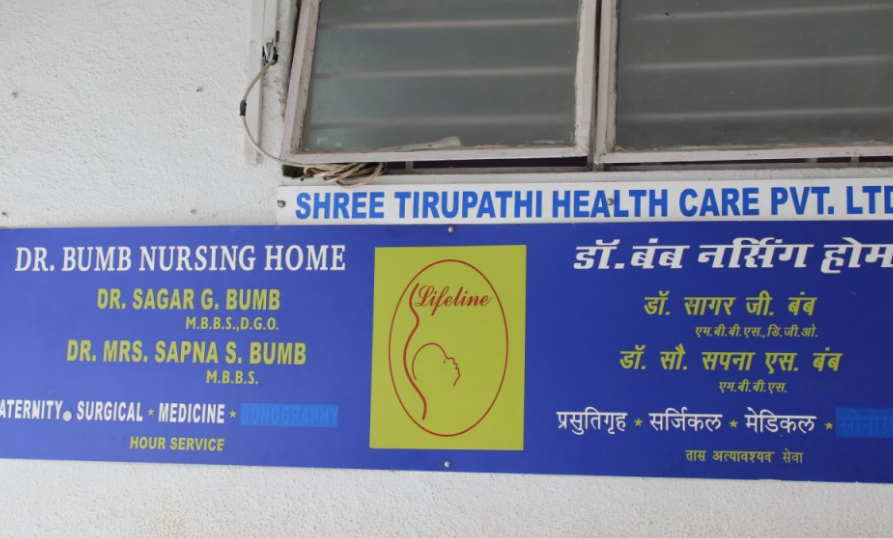 SHREE TIRUPATHI HEALTH CARE PVT. LTD
DR. BUMB NURSING HOME
DR. SAGAR G. BUMB
M.B.B.S.,D.G.O.
DR. MRS. SAPNA S. BUMB
M.B.B.S.
ATERNITY. SURGICAL * MEDICINE * SONOGRAPHY
HOUR SERVICE
Lifeline
डॉ. बंब नर्सिंग होम
डॉ. सागर जी. बंब
एम.बी.बी.एस.,डि.जी.ओ.
डॉ. सौ. सपना एस. बंब
एम.बी.बी.एस.
प्रसुतिगृह * सर्जिकल * मेडिकल *
तास अत्यावश्यव सेवा